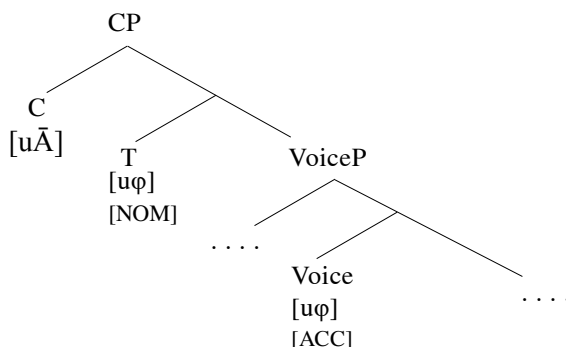 CP
C
[uĀ]
T
[uφ]
[NOM]
VoiceP
. . . .
Voice
[uφ]
[ACC]
. . . .